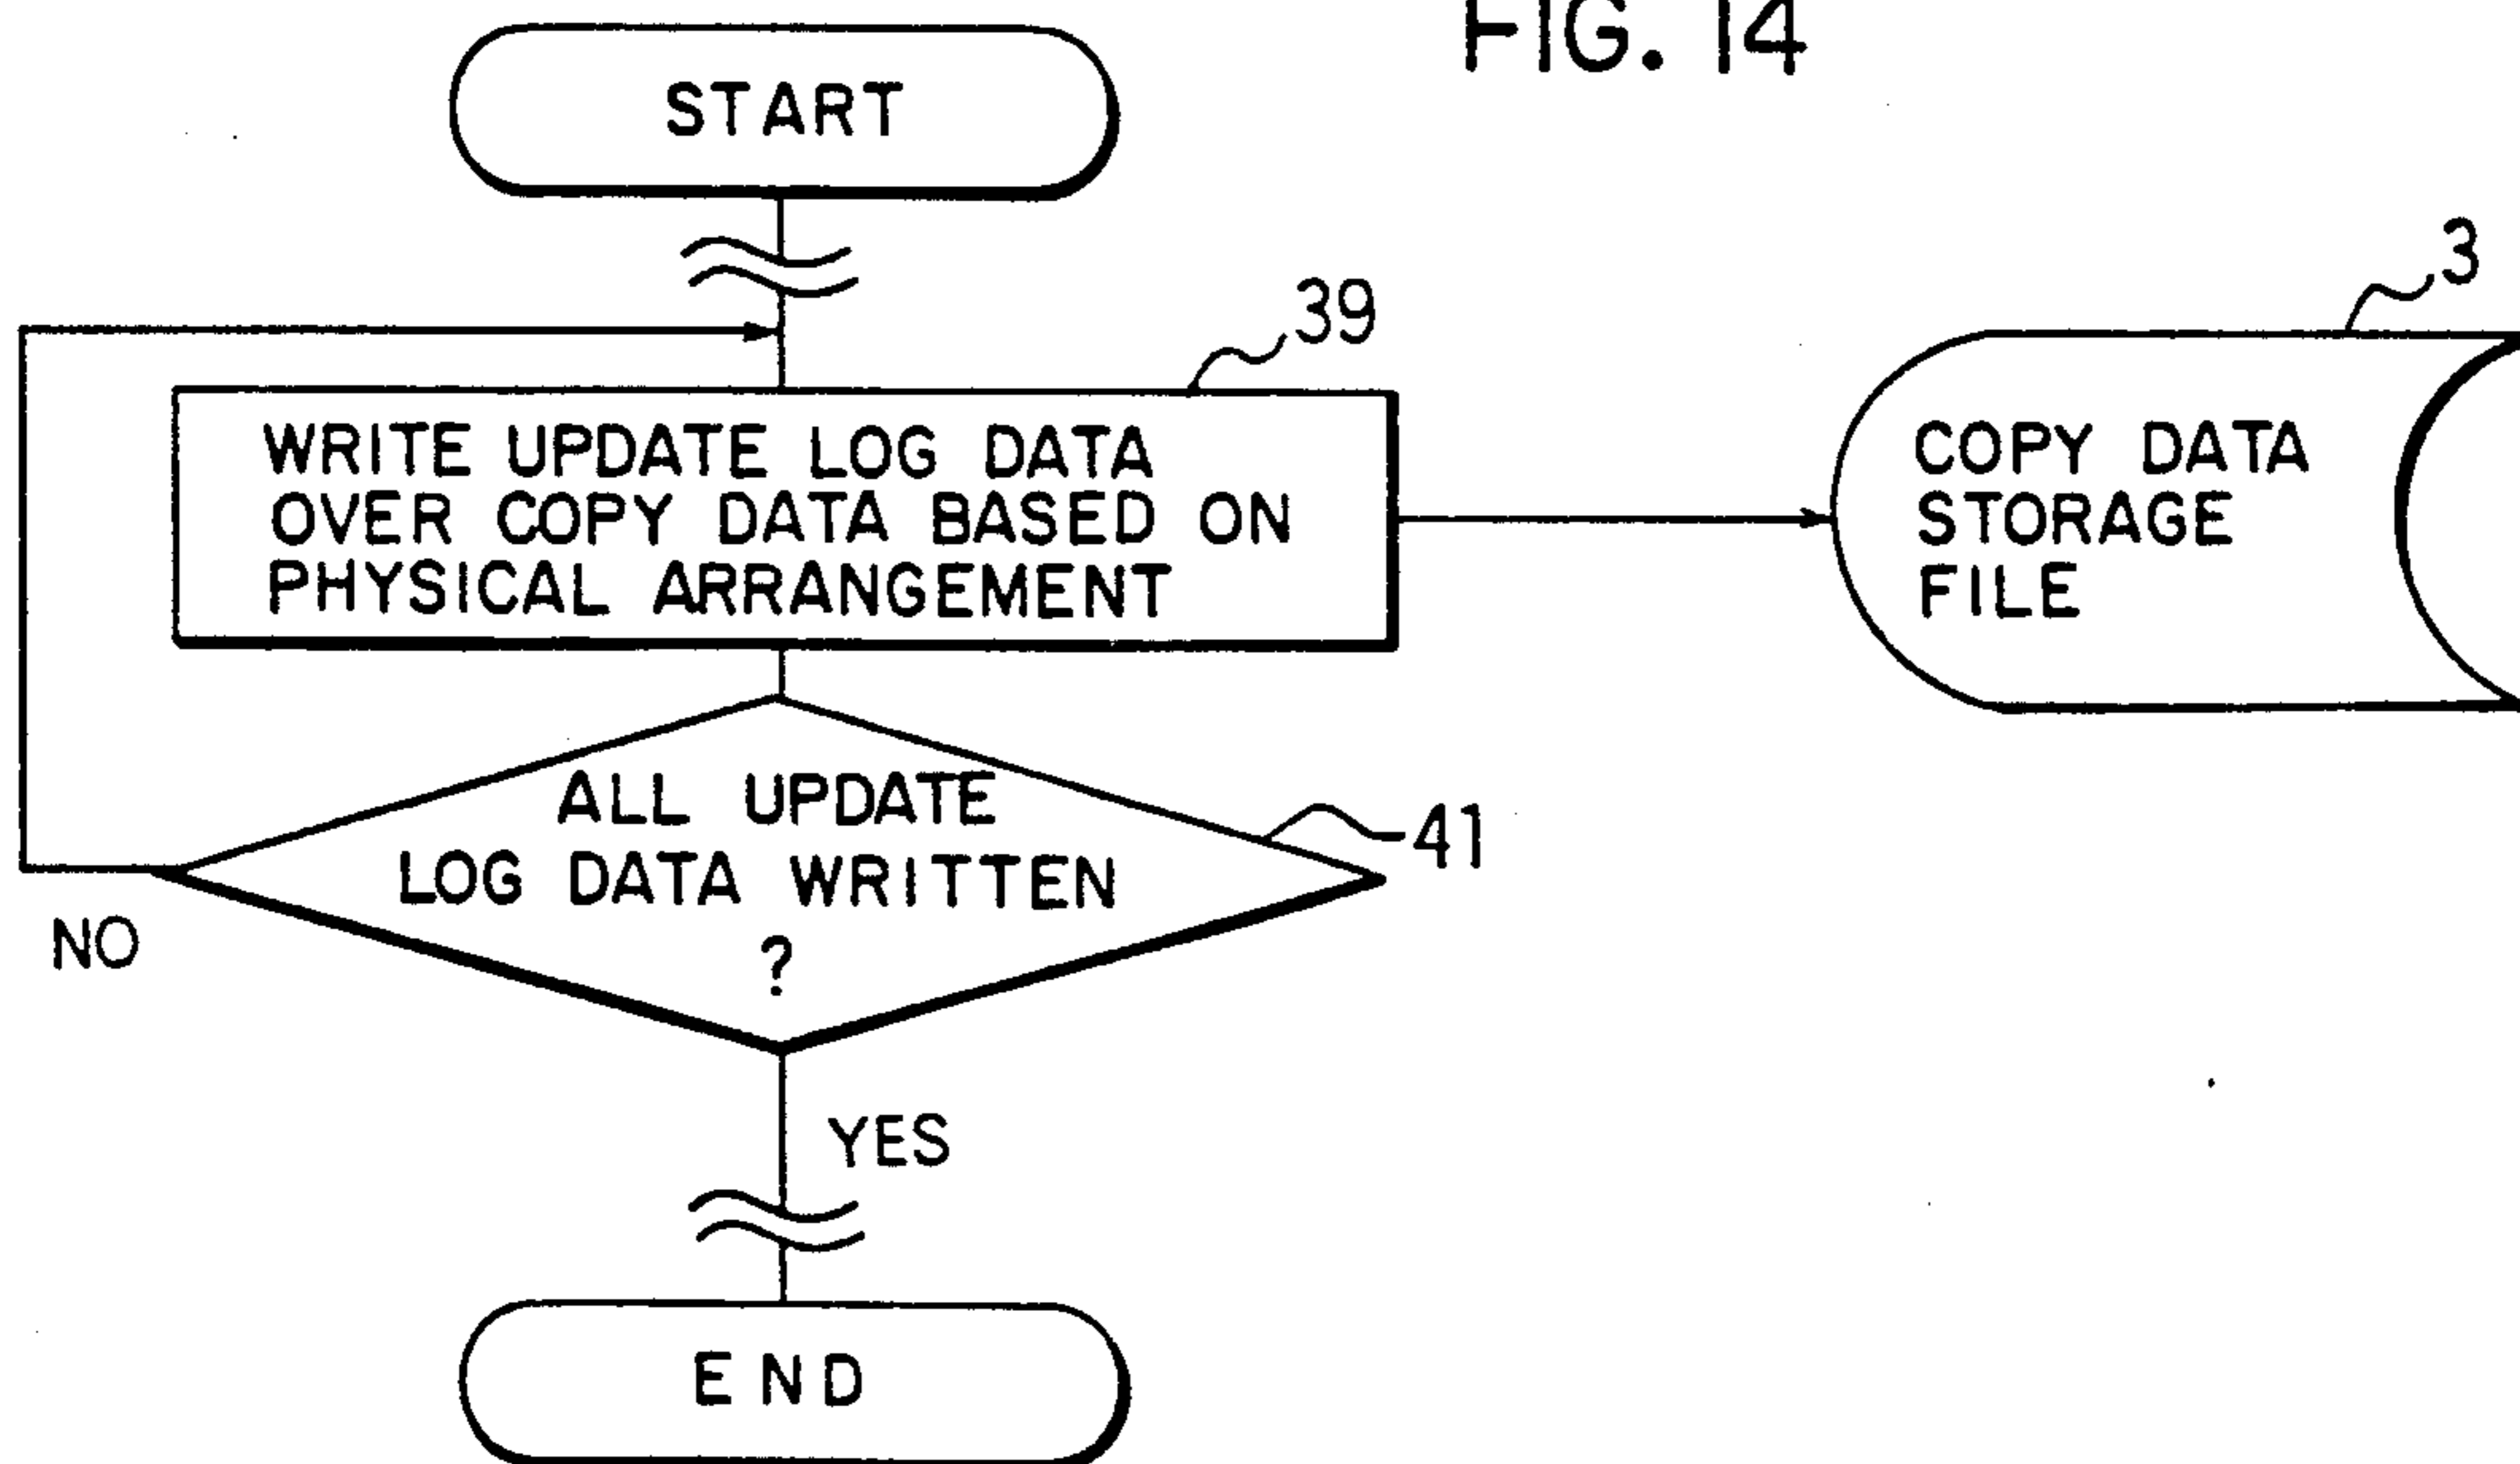 FIG. 14
START
3
39
WRITE UPDATE LOG DATA
OVER COPY DATA BASED ON
PHYSICAL ARRANGEMENT
COPY DATA
STORAGE
FILE
ALL UPDATE
LOG DATA WRITTEN
?
41
NO
YES
END